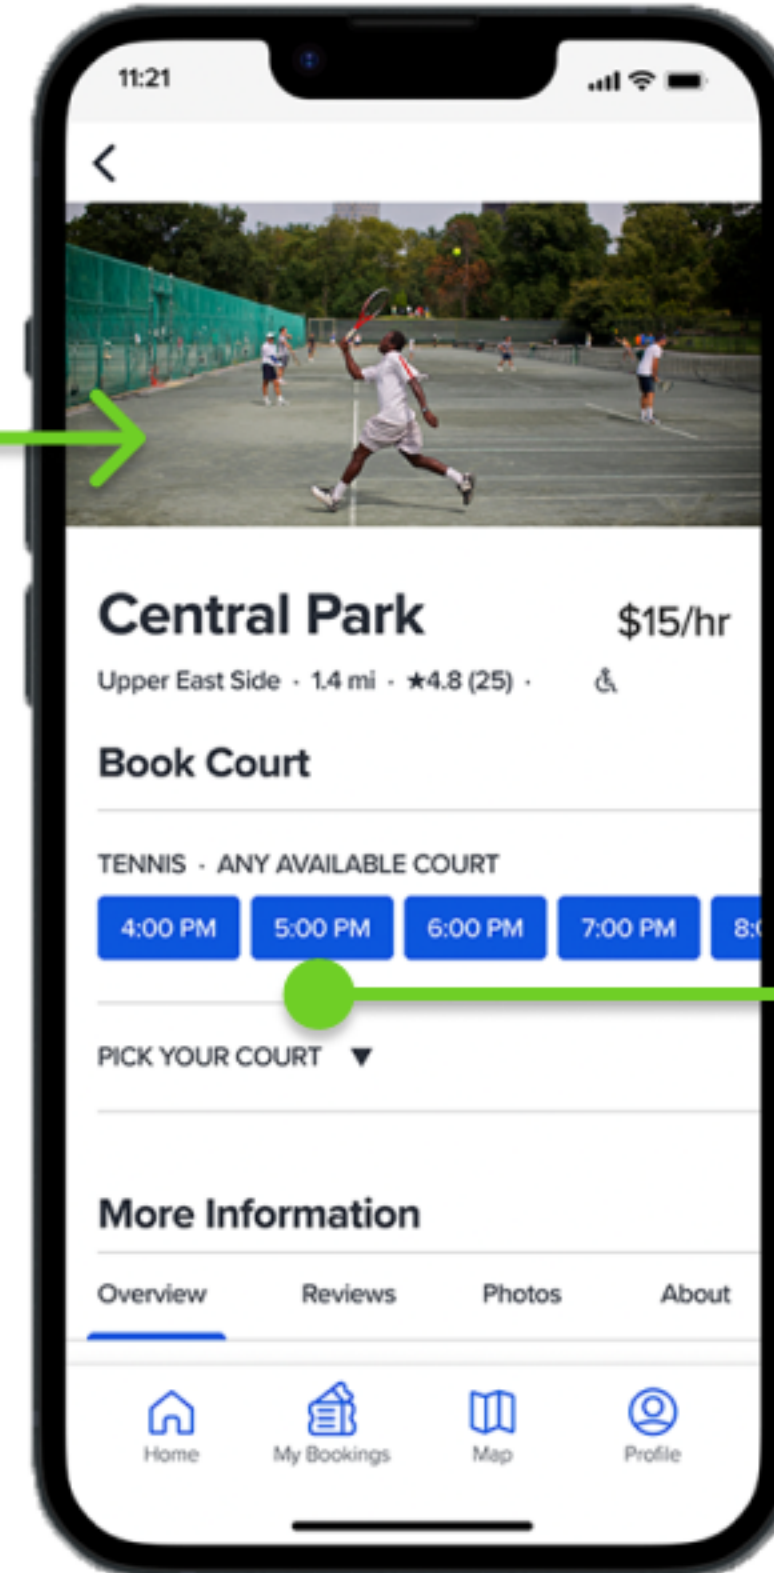 11:21
Central Park
$15/hr
Upper East Side · 1.4 mi · ★4.8 (25) ·
Book Court
TENNIS · ANY AVAILABLE COURT
4:00 PM 5:00 PM 6:00 PM 7:00 PM 8:
PICK YOUR COURT ▼
More Information
Overview Reviews Photos About
Home My Bookings Map Profile